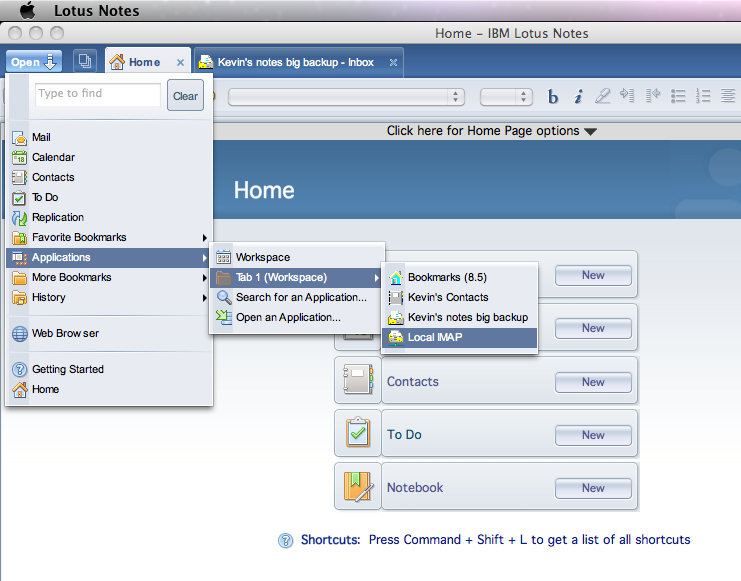 Lotus Notes
Home – IBM Lotus Notes
Open
Home
Kevin's notes big backup - Inbox
Type to find
Clear
b i
Click here for Home Page options
Home
Mail
18
Calendar
Contacts
To Do
Replication
Favorite Bookmarks
Applications
More Bookmarks
History
Web Browser
Getting Started
Home
Workspace
Tab 1 (Workspace)
Search for an Application...
Open an Application...
Bookmarks (8.5)
Kevin's Contacts
Kevin's notes big backup
Local IMAP
New
New
Contacts New
To Do New
Notebook New
Shortcuts: Press Command + Shift + L to get a list of all shortcuts